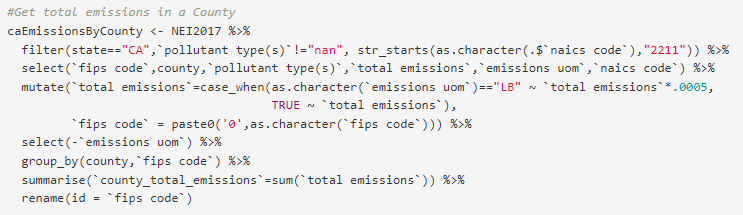 #Get total emissions in a County
caEmissionsByCounty <- NEI2017 %>%
  filter(state=="CA",`pollutant type(s)`!="nan", str_starts(as.character(.$`naics code`),"2211")) %>%
  select(`fips code`,county,`pollutant type(s)`,`total emissions`,`emissions uom`,`naics code`) %>%
  mutate(`total emissions`=case_when(as.character(`emissions uom`)=="LB" ~ `total emissions`*.0005,
                                     TRUE ~ `total emissions`),
         `fips code` = paste0('0',as.character(`fips code`))) %>%
  select(-`emissions uom`) %>%
  group_by(county,`fips code`) %>%
  summarise(`county_total_emissions`=sum(`total emissions`)) %>%
  rename(id = `fips code`)